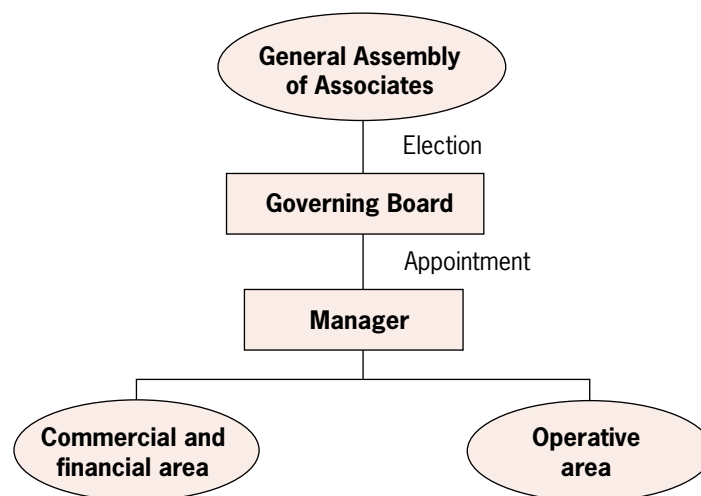 General Assembly
of Associates
Election
Governing Board
Appointment
Manager
Commercial and
financial area
Operative
area